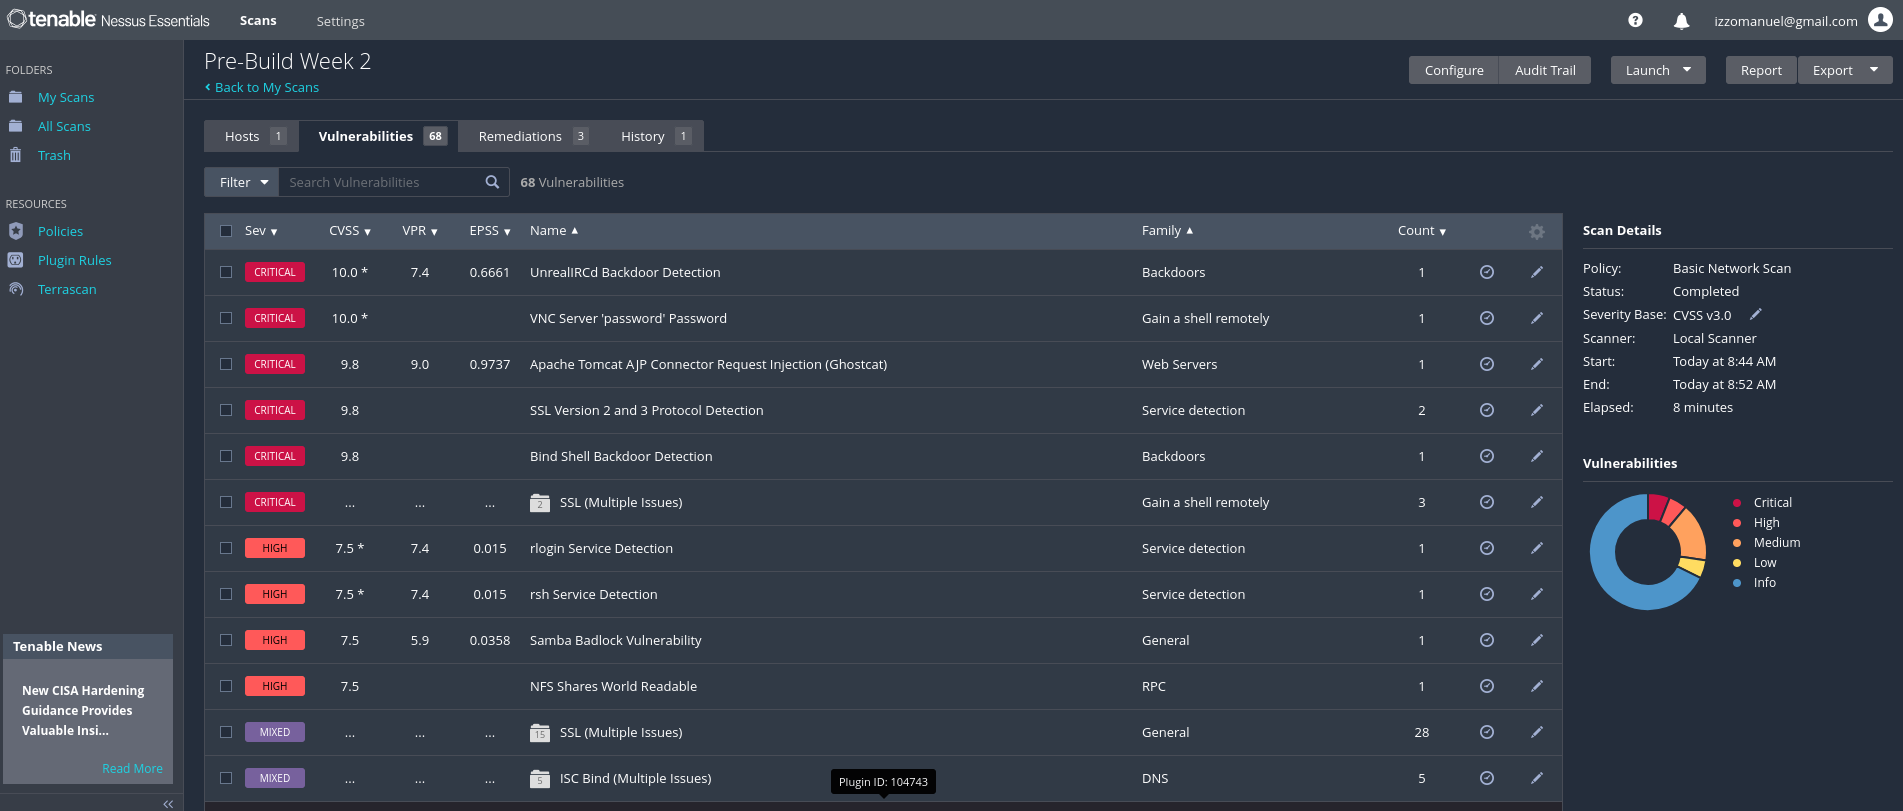 tenable Nessus Essentials Scans Settings izzomanuel@gmail.com
FOLDERS
My Scans
All Scans
Trash
RESOURCES
Policies
Plugin Rules
Terrascan
Tenable News
New CISA Hardening
Guidance Provides
Valuable Insi...
Read More
Pre-Build Week 2
Back to My Scans
Configure Audit Trail Launch Report Export
Hosts 1 Vulnerabilities 68 Remediations 3 History 1
Filter Search Vulnerabilities 68 Vulnerabilities
Sev CVSS VPR EPSS Name Family Count
CRITICAL 10.0 * 7.4 0.6661 UnrealIRCd Backdoor Detection Backdoors 1
CRITICAL 10.0 * VNC Server 'password' Password Gain a shell remotely 1
CRITICAL 9.8 9.0 0.9737 Apache Tomcat AJP Connector Request Injection (Ghostcat) Web Servers 1
CRITICAL 9.8 SSL Version 2 and 3 Protocol Detection Service detection 2
CRITICAL 9.8 Bind Shell Backdoor Detection Backdoors 1
CRITICAL ... ... ... 2 SSL (Multiple Issues) Gain a shell remotely 3
HIGH 7.5 * 7.4 0.015 rlogin Service Detection Service detection 1
HIGH 7.5 * 7.4 0.015 rsh Service Detection Service detection 1
HIGH 7.5 5.9 0.0358 Samba Badlock Vulnerability General 1
HIGH 7.5 NFS Shares World Readable RPC 1
MIXED ... ... ... 15 SSL (Multiple Issues) General 28
MIXED ... ... ... 5 ISC Bind (Multiple Issues) DNS 5
Plugin ID: 104743
Scan Details
Policy: Basic Network Scan
Status: Completed
Severity Base: CVSS v3.0
Scanner: Local Scanner
Start: Today at 8:44 AM
End: Today at 8:52 AM
Elapsed: 8 minutes
Vulnerabilities
Critical
High
Medium
Low
Info